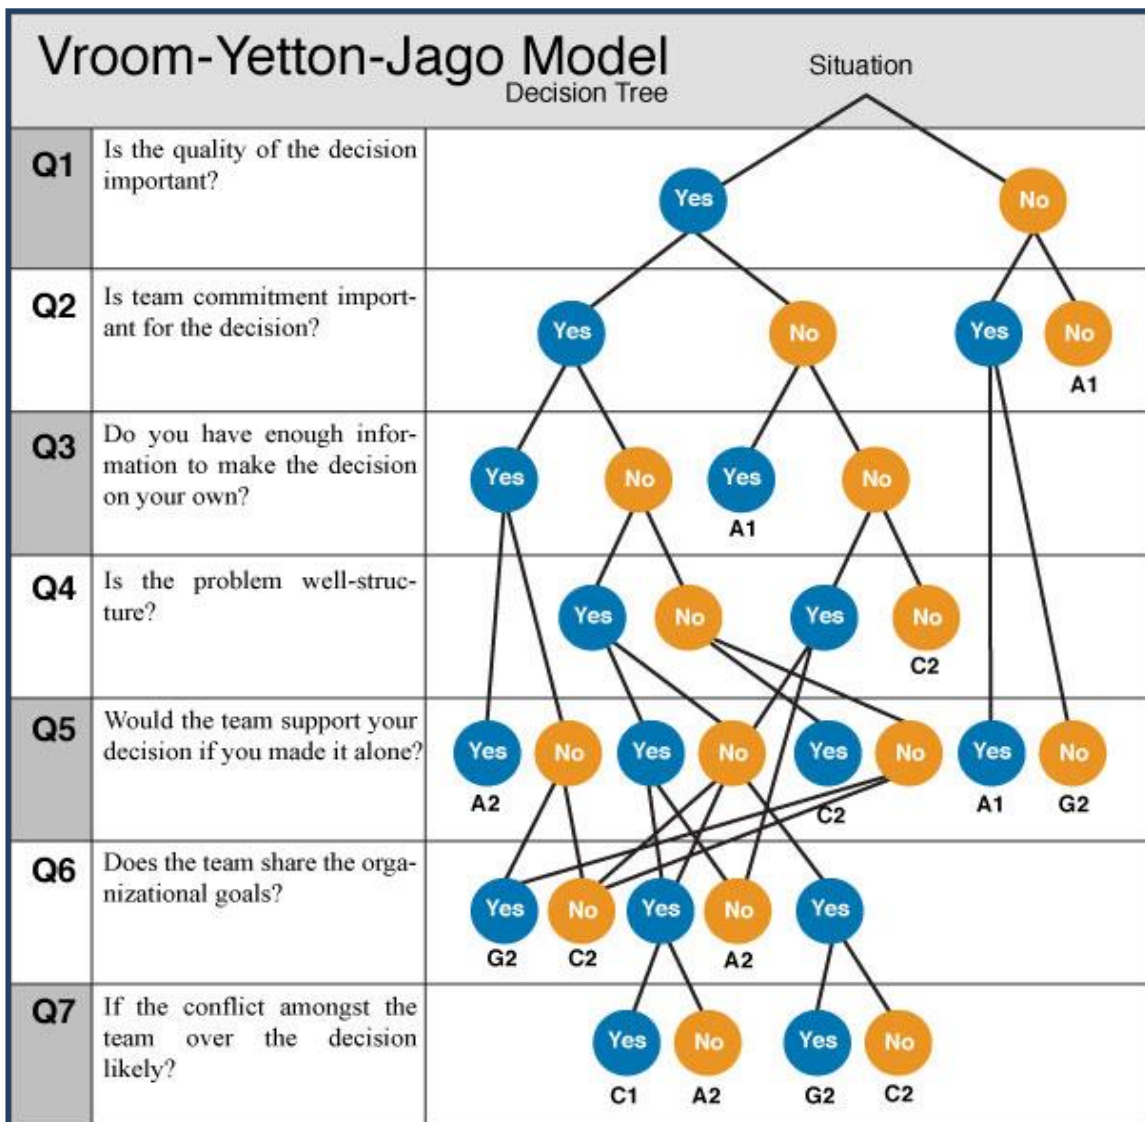 Vroom-Yetton-Jago Model
Decision Tree
Situation
Q1
Is the quality of the decision
important?
Yes
No
Q2
Is team commitment import-
ant for the decision?
Yes
No
Yes
No
A1
Q3
Do you have enough infor-
mation to make the decision
on your own?
Yes
No
Yes
No
A1
Q4
Is the problem well-struc-
ture?
Yes
No
Yes
No
C2
Q5
Would the team support your
decision if you made it alone?
Yes
No
Yes
No
Yes
No
Yes
No
A2
C2
A1
G2
Q6
Does the team share the orga-
nizational goals?
Yes
No
Yes
No
Yes
G2
C2
A2
Q7
If the conflict amongst the
team over the decision
likely?
Yes
No
Yes
No
C1
A2
G2
C2